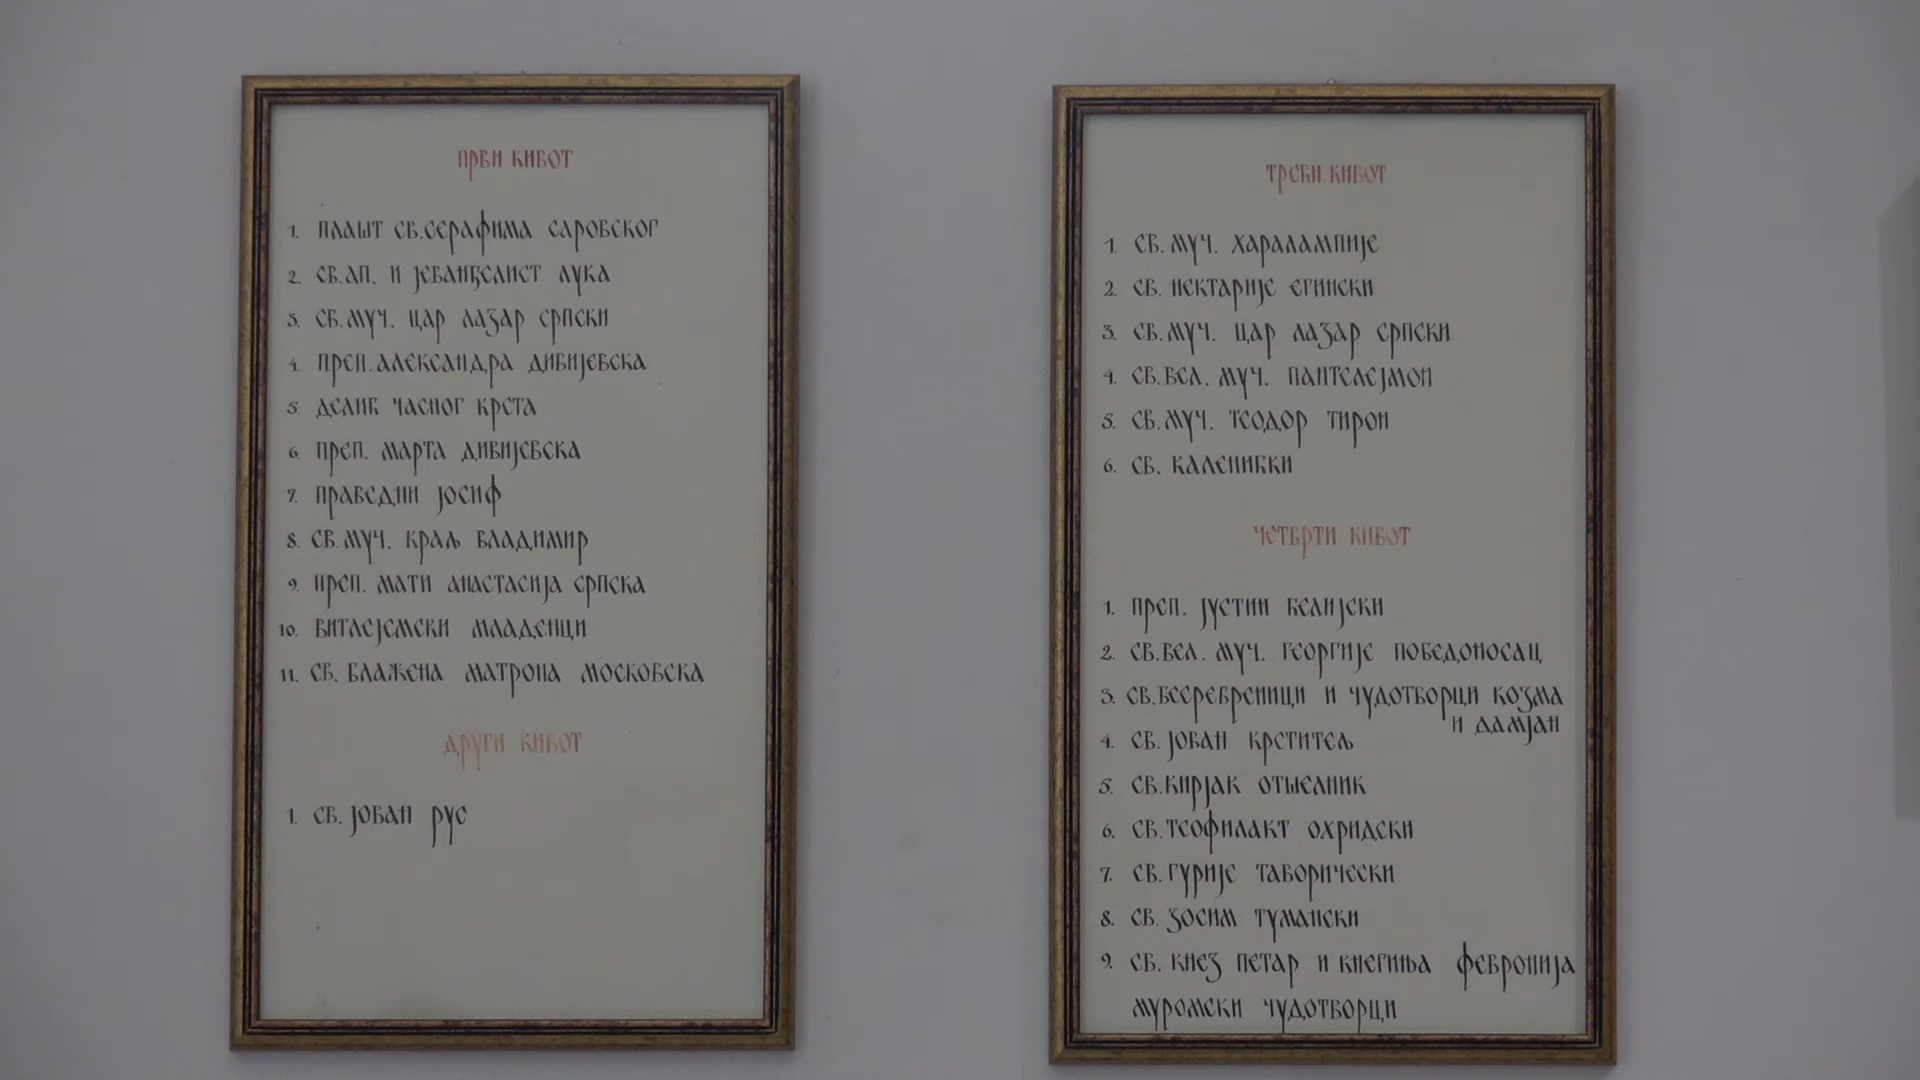 ПРВИ КИВОТ
1. ПЛАШТ СВ.СЕРАФИМА САРОВСКОГ
2. СВ.АП. И ЈЕВАНЂЕЛИСТ ЛУКА
3. СВ.МУЧ. ЦАР ЛАЗАР СРПСКИ
4. ПРЕП.АЛЕКСАНДРА ДИВИЈЕВСКА
5. ДЕЛИЋ ЧАСНОГ КРСТА
6. ПРЕП. МАРТА ДИВИЈЕВСКА
7. ПРАВЕДНИ ЈОСИФ
8. СВ.МУЧ. КРАЉ ВЛАДИМИР
9. ПРЕП. МАТИ АНАСТАСИЈА СРПСКА
10. ВИТЛЕЈЕМСКИ МЛАДЕНЦИ
11. СВ. БЛАЖЕНА МАТРОНА МОСКОВСКА
ДРУГИ КИВОТ
1. СВ. ЈОВАН РУС
ТРЕЋИ КИВОТ
1. СВ. МУЧ. ХАРАЛАМПИЈЕ
2. СВ. НЕКТАРИЈЕ ЕГИНСКИ
3. СВ.МУЧ. ЦАР ЛАЗАР СРПСКИ
4. СВ.ВЕЛ. МУЧ. ПАНТЕЛЕЈМОН
5. СВ.МУЧ. ТЕОДОР ТИРОН
6. СВ. КАЛЕНИЋКИ
ЧЕТВРТИ КИВОТ
1. ПРЕП. ЈУСТИН ЋЕЛИЈСКИ
2. СВ.ВЕЛ. МУЧ. ГЕОРГИЈЕ ПОБЕДОНОСАЦ
3. СВ.БЕСРЕБРЕНИЦИ И ЧУДОТВОРЦИ КОЗМА
И ДАМЈАН
4. СВ. ЈОВАН КРСТИТЕЉ
5. СВ.КИРЈАК ОТШЕЛНИК
6. СВ.ТЕОФИЛАКТ ОХРИДСКИ
7. СВ.ГУРИЈЕ ТАВОРИЧЕСКИ
8. СВ. ЗОСИМ ТУМАНСКИ
9. СВ. КНЕЗ ПЕТАР И КНЕГИЊА ФЕВРОНИЈА
МУРОМСКИ ЧУДОТВОРЦИ